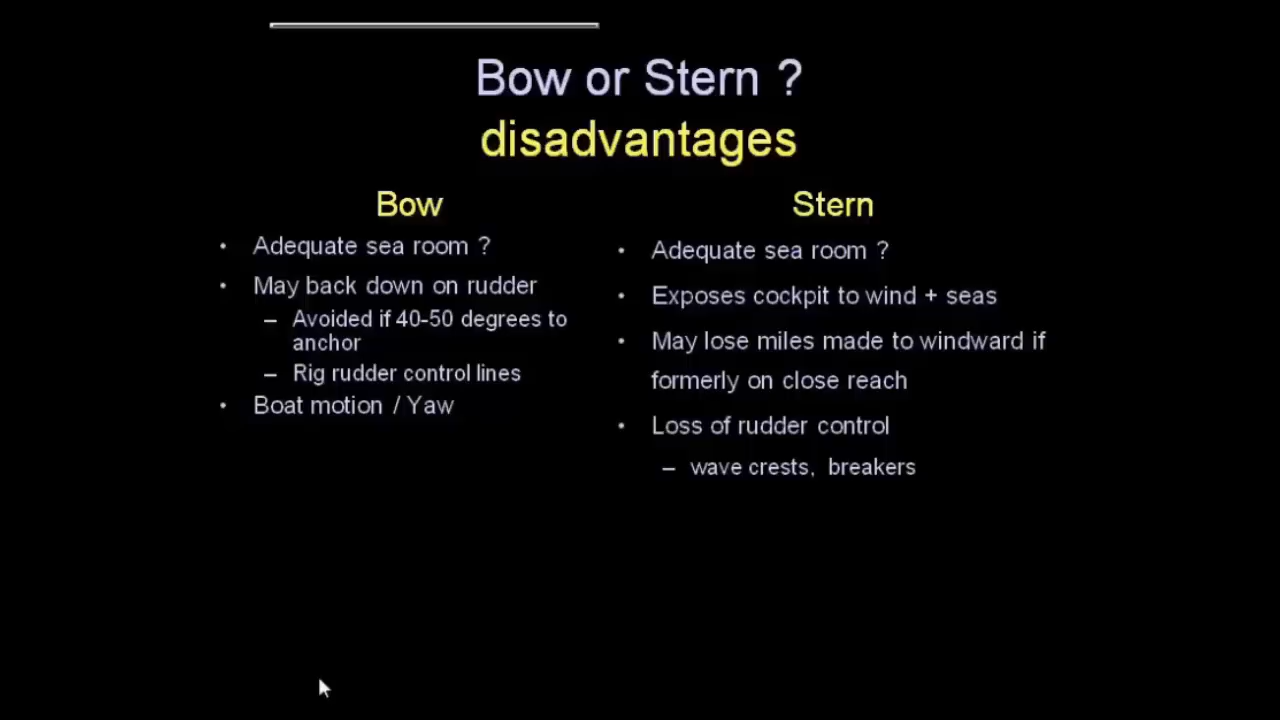 Bow or Stern ?
disadvantages
Bow
• Adequate sea room ?
• May back down on rudder
– Avoided if 40-50 degrees to
anchor
– Rig rudder control lines
• Boat motion / Yaw
Stern
• Adequate sea room ?
• Exposes cockpit to wind + seas
• May lose miles made to windward if
formerly on close reach
• Loss of rudder control
– wave crests, breakers